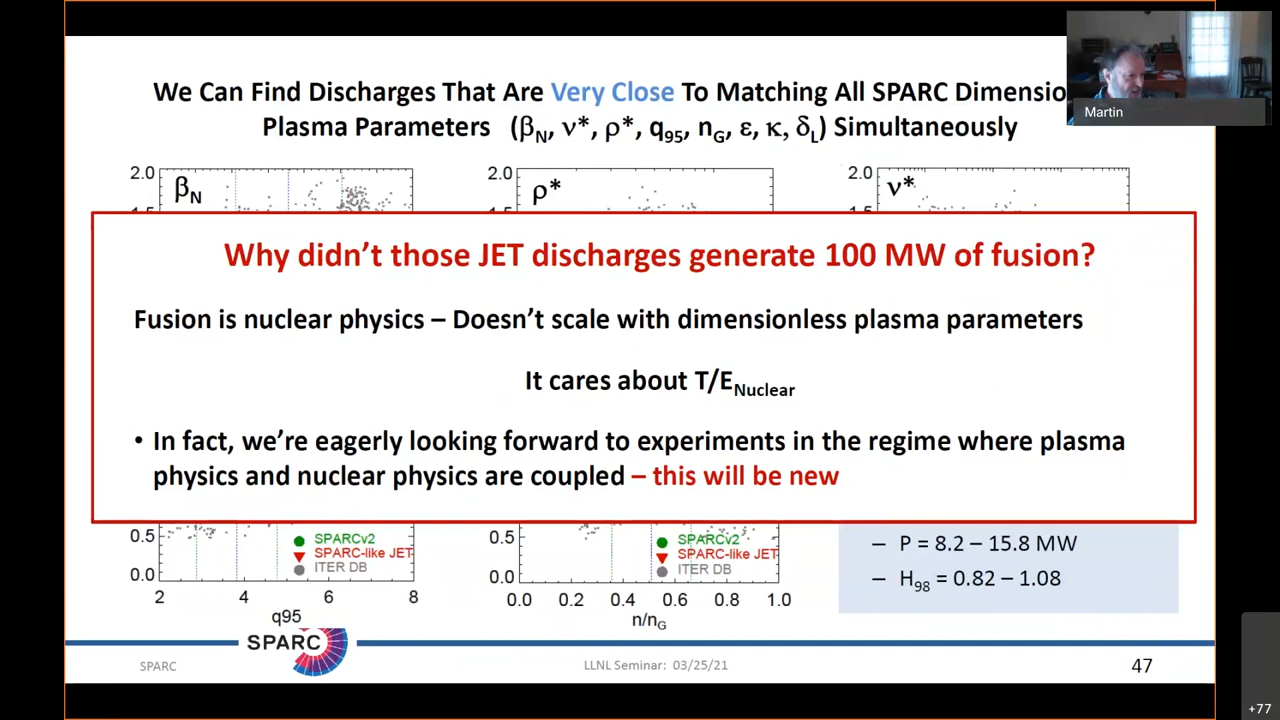 Martin
We Can Find Discharges That Are Very Close To Matching All SPARC Dimensio
Plasma Parameters (βN, ν*, ρ*, q95, nG, ε, κ, δL) Simultaneously
2.0
βN
1.5
2.0
ρ*
1.5
2.0
ν*
1.5
Why didn't those JET discharges generate 100 MW of fusion?
Fusion is nuclear physics – Doesn't scale with dimensionless plasma parameters
It cares about T/ENuclear
• In fact, we're eagerly looking forward to experiments in the regime where plasma
physics and nuclear physics are coupled – this will be new
0.5
0.0
SPARCv2
SPARC-like JET
ITER DB
2 4 6 8
q95
0.5
0.0
SPARCv2
SPARC-like JET
ITER DB
0.0 0.2 0.4 0.6 0.8 1.0
n/nG
– P = 8.2 – 15.8 MW
– H98 = 0.82 – 1.08
SPARC
SPARC
LLNL Seminar: 03/25/21
47
+77